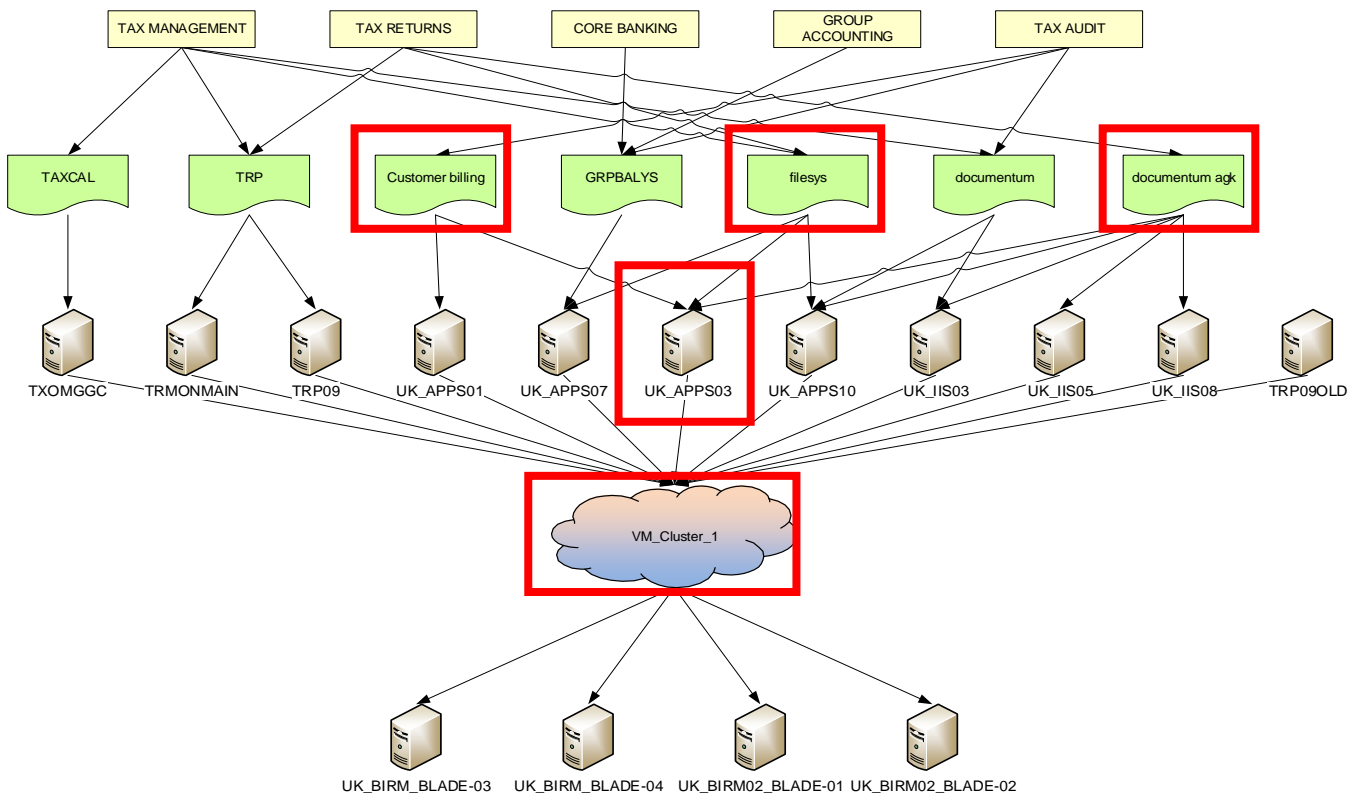 TAX MANAGEMENT
TAX RETURNS
CORE BANKING
GROUP
ACCOUNTING
TAX AUDIT
TAXCAL
TRP
Customer billing
GRPBALYS
filesys
documentum
documentum agk
TXOMGGC
TRMONMAIN
TRP09
UK_APPS01
UK_APPS07
UK_APPS03
UK_APPS10
UK_IIS03
UK_IIS05
UK_IIS08
TRP09OLD
VM_Cluster_1
UK_BIRM_BLADE-03
UK_BIRM_BLADE-04
UK_BIRM02_BLADE-01
UK_BIRM02_BLADE-02